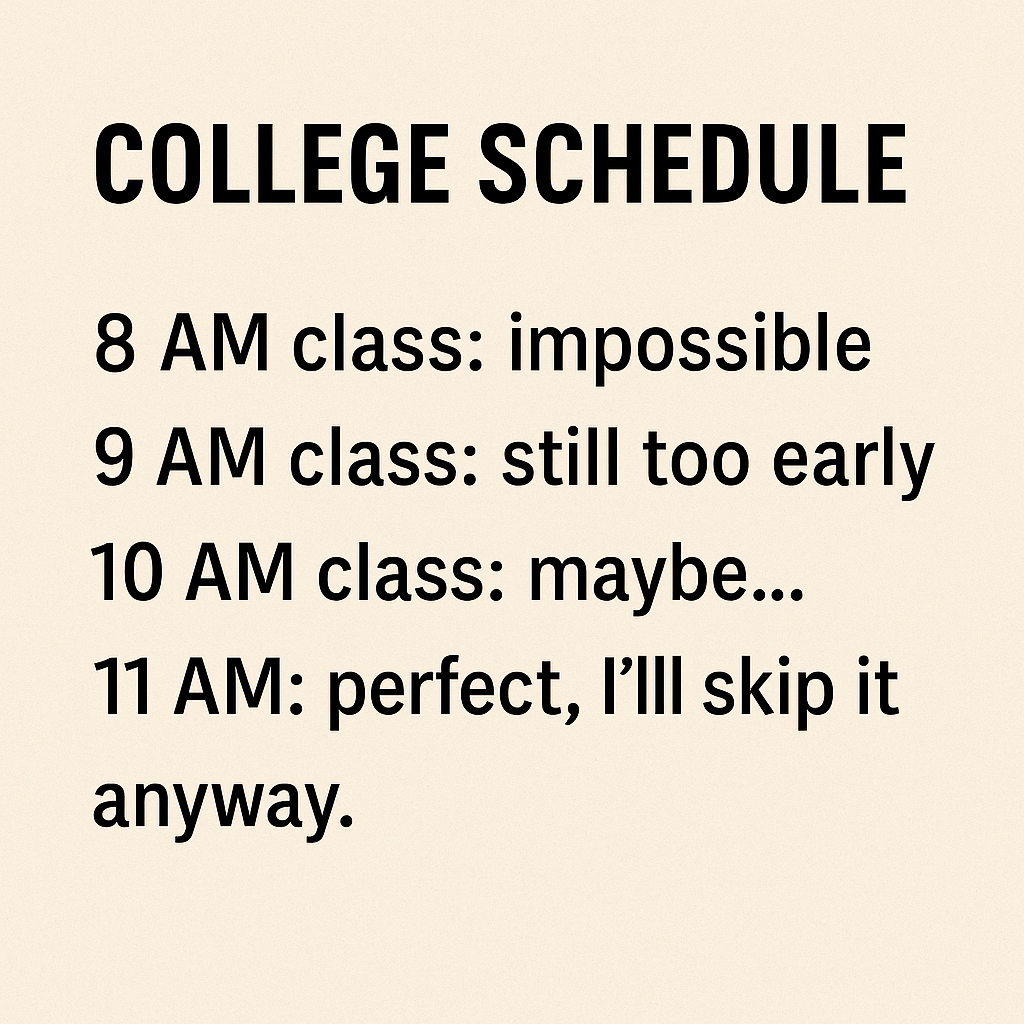 COLLEGE SCHEDULE
8 AM class: impossible
9 AM class: still too early
10 AM class: maybe...
11 AM: perfect, I’lll skip it
anyway.